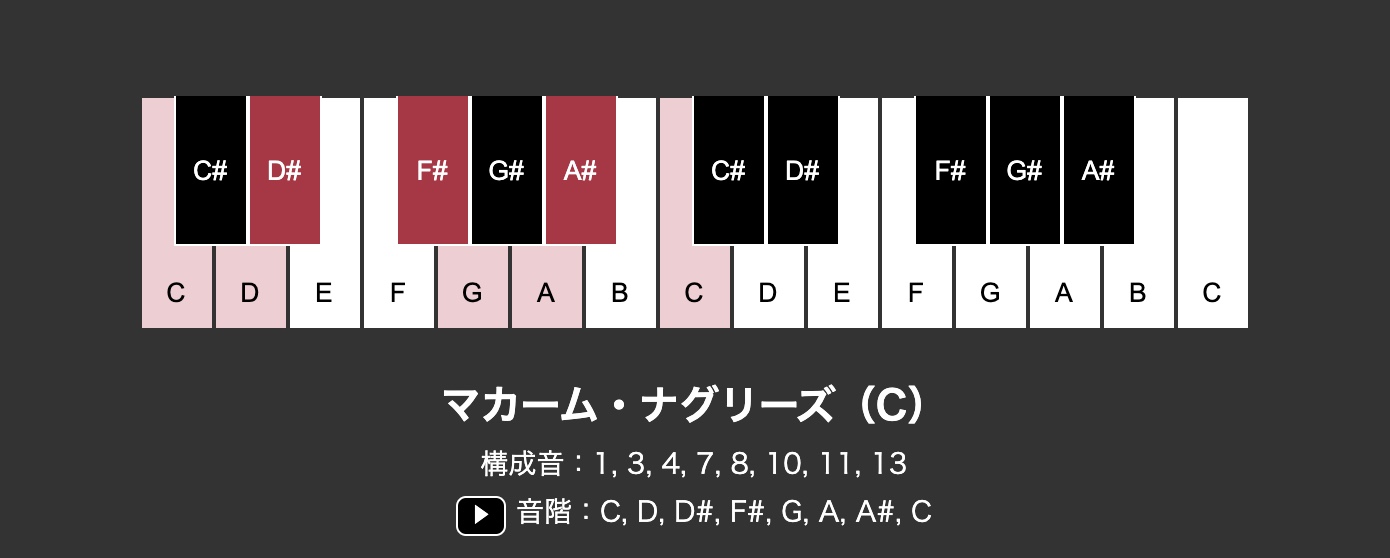 C# D# F# G# A# C# D# F# G# A#
C D E F G A B C D E F G A B C
マカーム・ナグリーズ（C）
構成音：1, 3, 4, 7, 8, 10, 11, 13
音階：C, D, D#, F#, G, A, A#, C